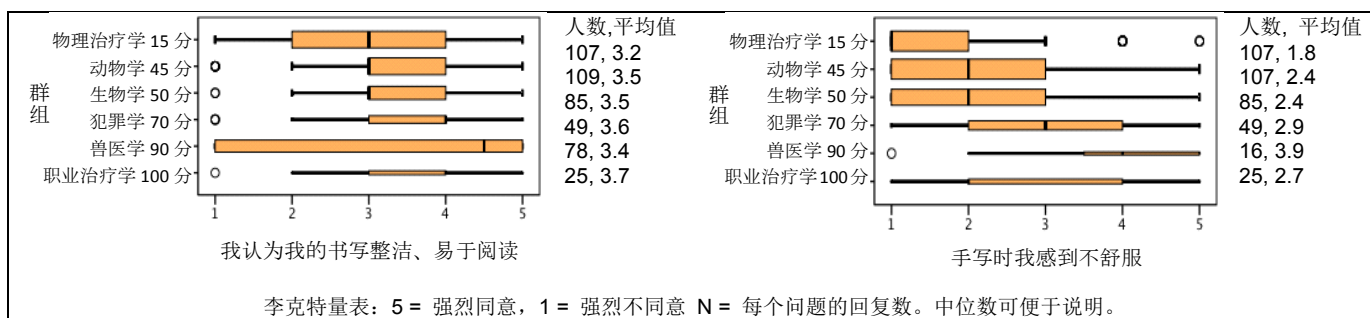 人数,平均值
物理治疗学 15 分 107, 3.2
动物学 45 分 109, 3.5
生物学 50 分 85, 3.5
犯罪学 70 分 49, 3.6
兽医学 90 分 78, 3.4
职业治疗学 100 分 25, 3.7
群组
1 2 3 4 5
我认为我的书写整洁、易于阅读
人数,平均值
物理治疗学 15 分 107, 1.8
动物学 45 分 107, 2.4
生物学 50 分 85, 2.4
犯罪学 70 分 49, 2.9
兽医学 90 分 16, 3.9
职业治疗学100 分 25, 2.7
群组
1 2 3 4 5
手写时我感到不舒服
李克特量表：5 = 强烈同意，1 = 强烈不同意 N = 每个问题的回复数。中位数可便于说明。